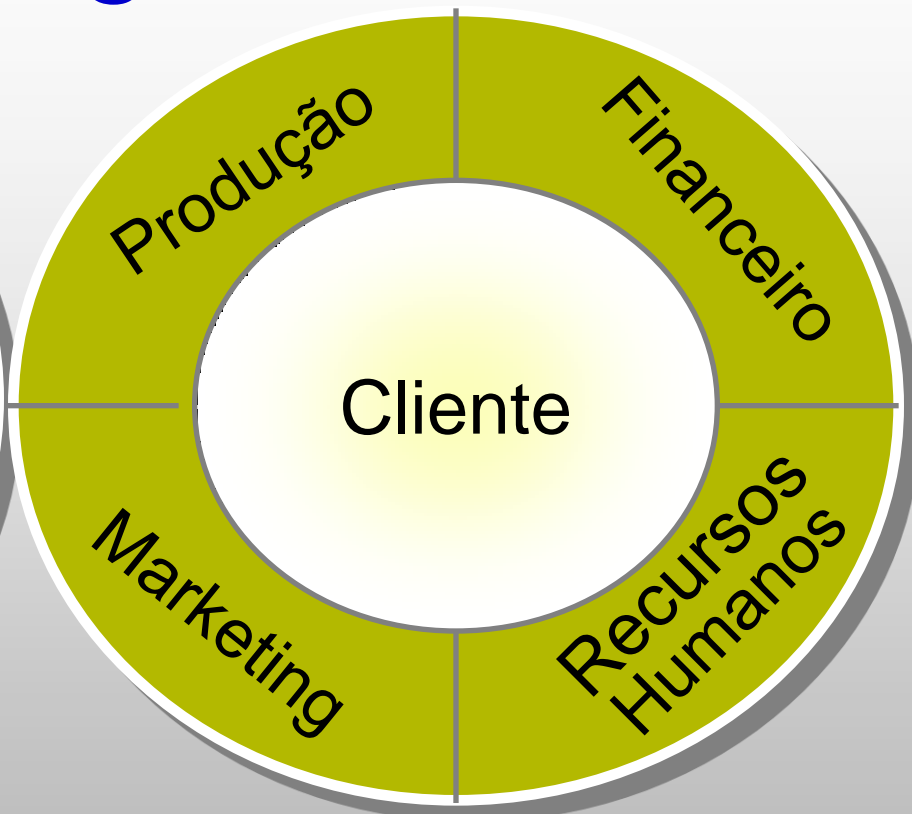 Produção
Financeiro
Cliente
Marketing
Recursos
Humanos